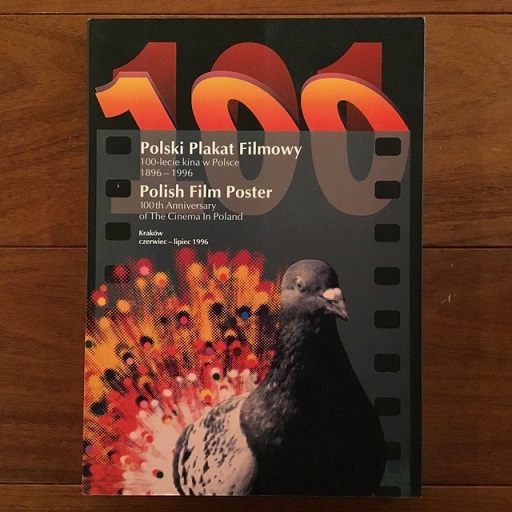 100
Polski Plakat Filmowy
100-lecie kina w Polsce
1896 – 1996
Polish Film Poster
100th Anniversary
of The Cinema In Poland
Kraków
czerwiec – lipiec 1996